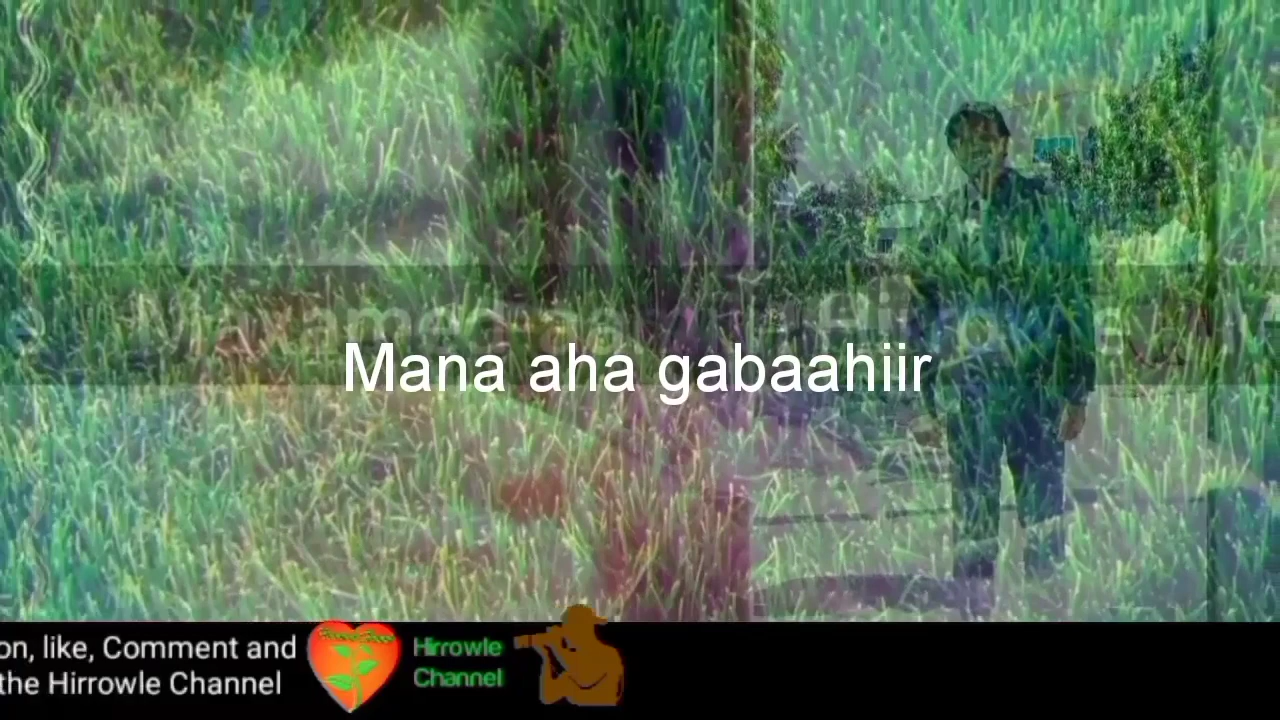 Mana aha gabaahiir
on, like, Comment and
the Hirrowle Channel
Hirrowle
Channel